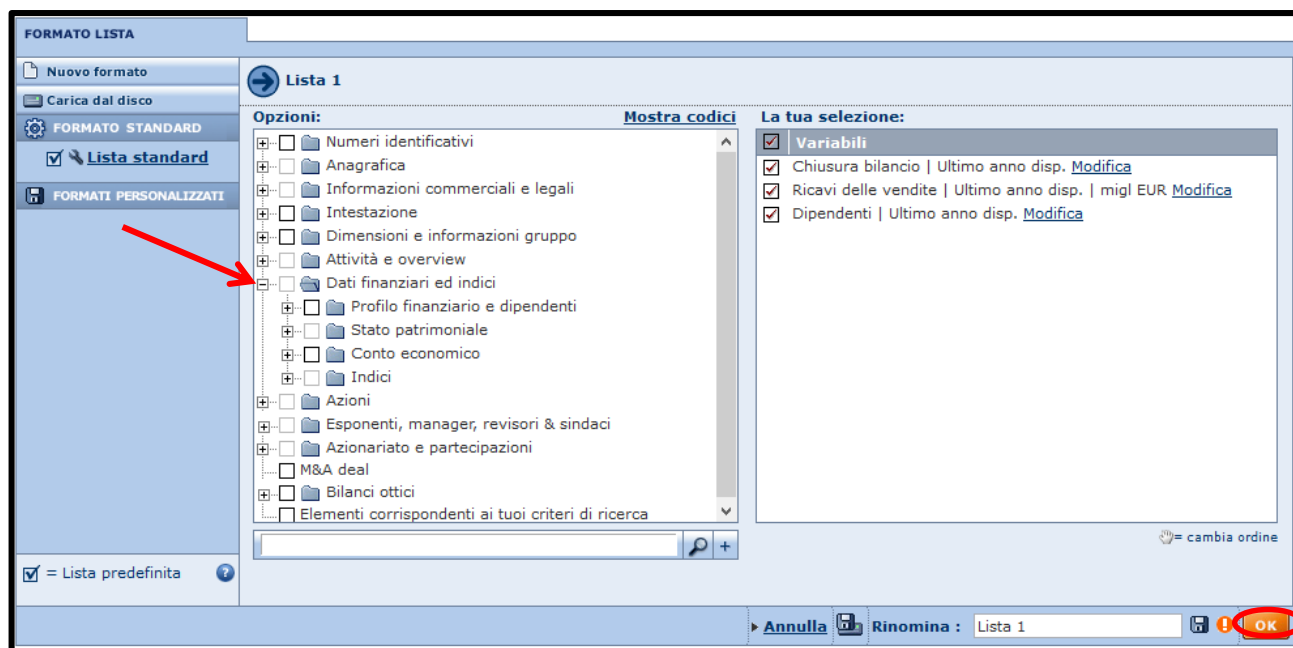 FORMATO LISTA
Nuovo formato
Carica dal disco
FORMATO STANDARD
Lista standard
FORMATI PERSONALIZZATI
= Lista predefinita
?
Lista 1
Opzioni:
Mostra codici
Numeri identificativi
Anagrafica
Informazioni commerciali e legali
Intestazione
Dimensioni e informazioni gruppo
Attività e overview
Dati finanziari ed indici
Profilo finanziario e dipendenti
Stato patrimoniale
Conto economico
Indici
Azioni
Esponenti, manager, revisori & sindaci
Azionariato e partecipazioni
M&A deal
Bilanci ottici
Elementi corrispondenti ai tuoi criteri di ricerca
+
La tua selezione:
Variabili
Chiusura bilancio | Ultimo anno disp. Modifica
Ricavi delle vendite | Ultimo anno disp. | migl EUR Modifica
Dipendenti | Ultimo anno disp. Modifica
= cambia ordine
Annulla
Rinomina :
Lista 1
!
OK